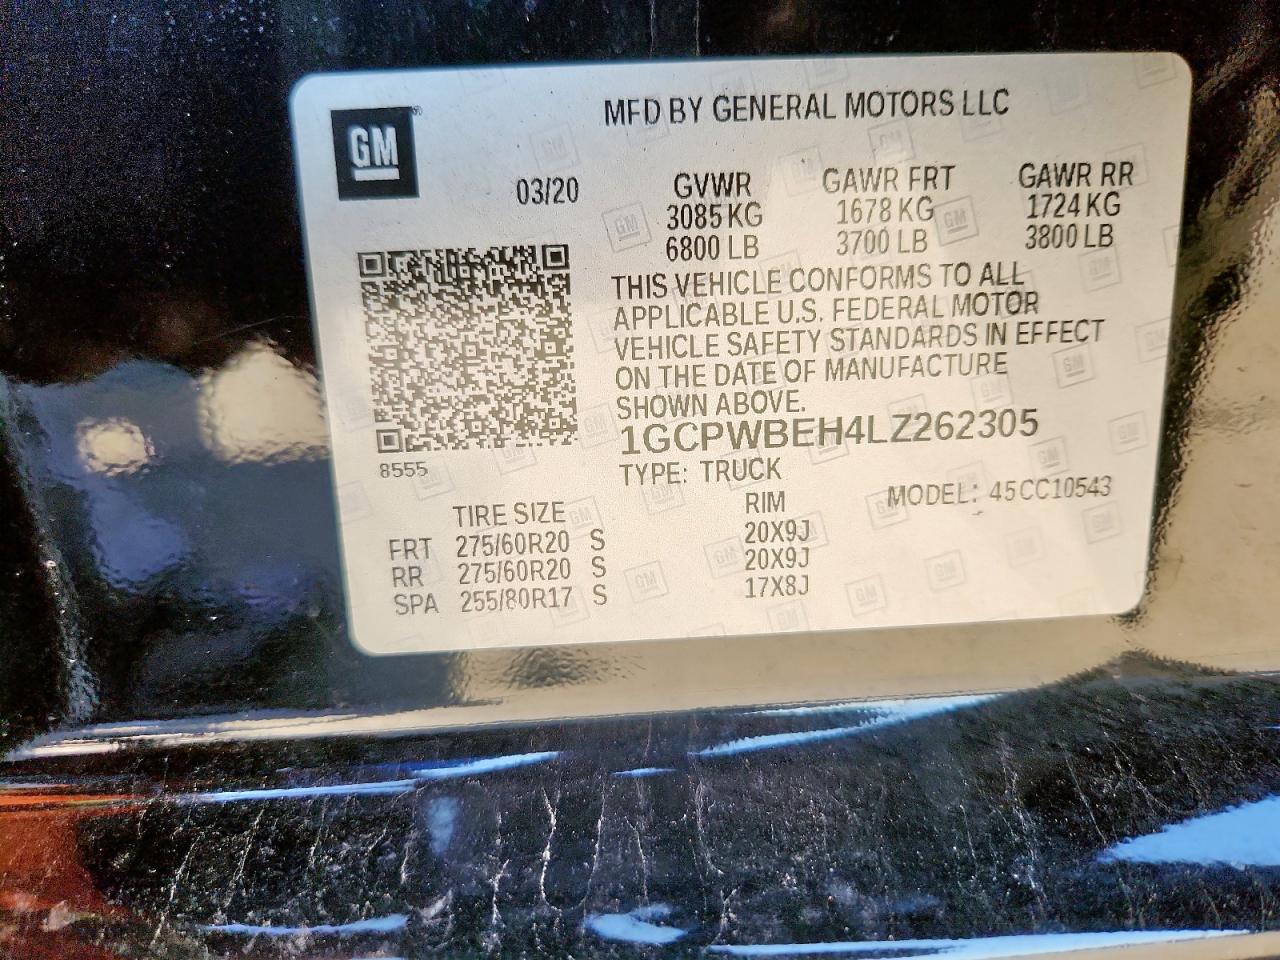 GM
MFD BY GENERAL MOTORS LLC
03/20
GVWR GAWR FRT GAWR RR
3085 KG 1678 KG 1724 KG
6800 LB 3700 LB 3800 LB
THIS VEHICLE CONFORMS TO ALL
APPLICABLE U.S. FEDERAL MOTOR
VEHICLE SAFETY STANDARDS IN EFFECT
ON THE DATE OF MANUFACTURE
SHOWN ABOVE.
1GCPWBEH4LZ262305
8555
TYPE: TRUCK
MODEL: 45CC10543
TIRE SIZE RIM
FRT 275/60R20 S 20X9J
RR 275/60R20 S 20X9J
SPA 255/80R17 S 17X8J